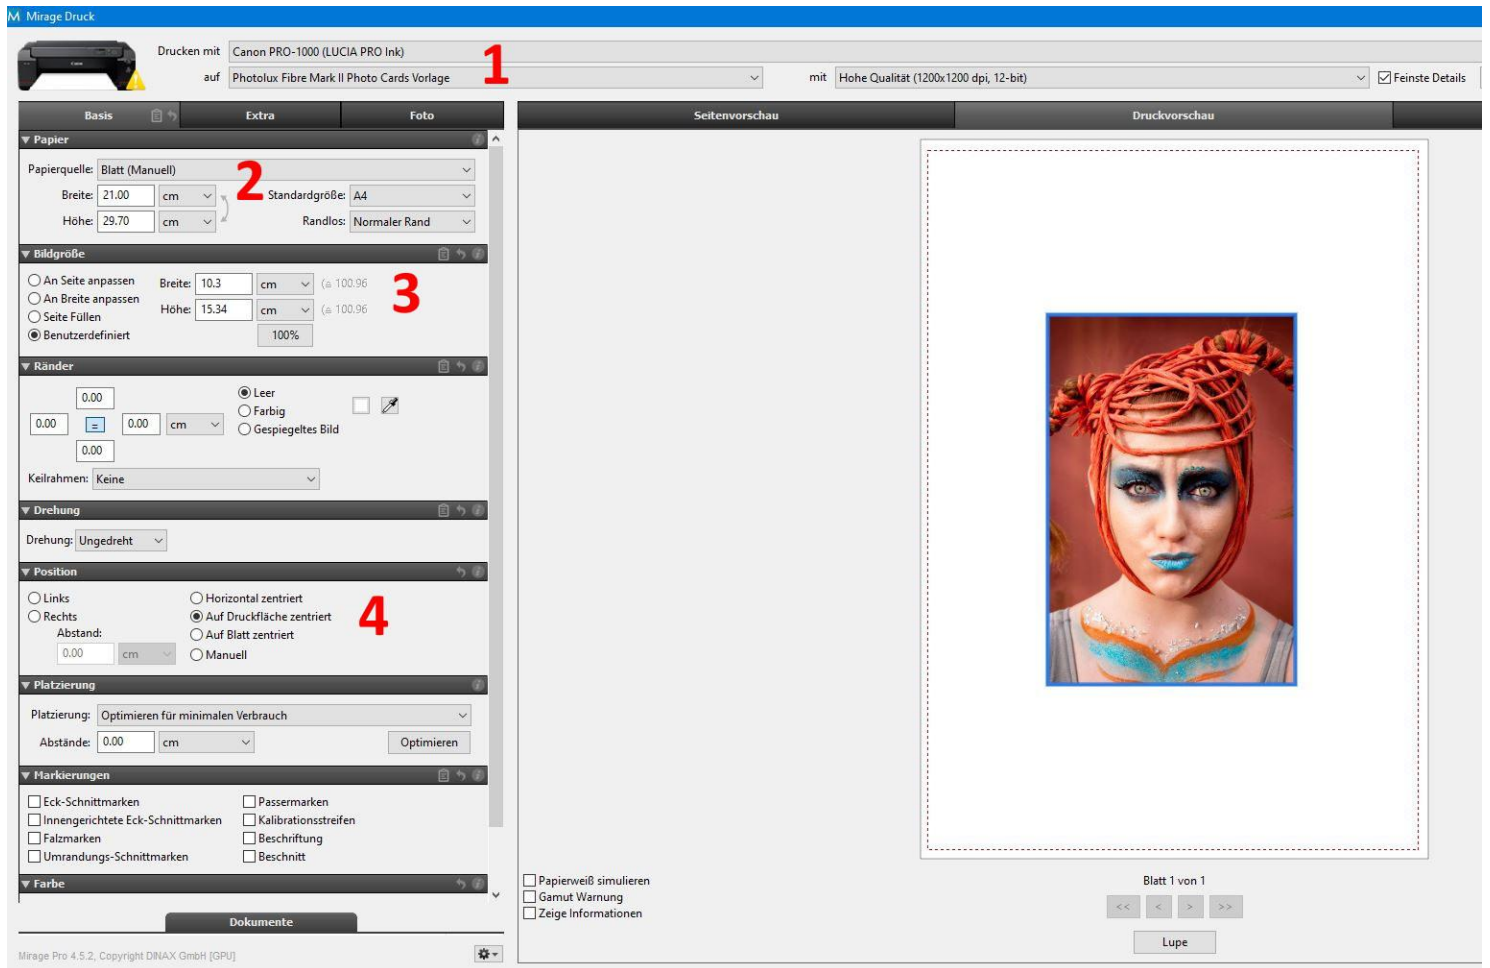 Mirage Druck
Drucken mit Canon PRO-1000 (LUCIA PRO Ink)
1
auf Photolux Fibre Mark II Photo Cards Vorlage mit Hohe Qualität (1200x1200 dpi, 12-bit) Feinste Details
Basis Extra Foto
Seitenvorschau Druckvorschau
Papier
Papierquelle: Blatt (Manuell)
2
Breite: 21.00 cm Standardgröße: A4
Höhe: 29.70 cm Randlos: Normaler Rand
Bildgröße
An Seite anpassen Breite: 10.3 cm (≙ 100.96
An Breite anpassen
3
Seite Füllen Höhe: 15.34 cm (≙ 100.96
Benutzerdefiniert 100%
Ränder
0.00 Leer
Farbig
0.00 = 0.00 cm Gespiegeltes Bild
0.00
Keilrahmen: Keine
Drehung
Drehung: Ungedreht
Position
Links Horizontal zentriert
Rechts Auf Druckfläche zentriert
4
Abstand: Auf Blatt zentriert
0.00 cm Manuell
Platzierung
Platzierung: Optimieren für minimalen Verbrauch
Abstände: 0.00 cm Optimieren
Markierungen
Eck-Schnittmarken Passermarken
Innengerichtete Eck-Schnittmarken Kalibrationsstreifen
Falzmarken Beschriftung
Umrandungs-Schnittmarken Beschnitt
Farbe
Dokumente
Mirage Pro 4.5.2, Copyright DINAX GmbH [GPU]
Papierweiß simulieren
Gamut Warnung
Zeige Informationen
Blatt 1 von 1
<< < > >>
Lupe